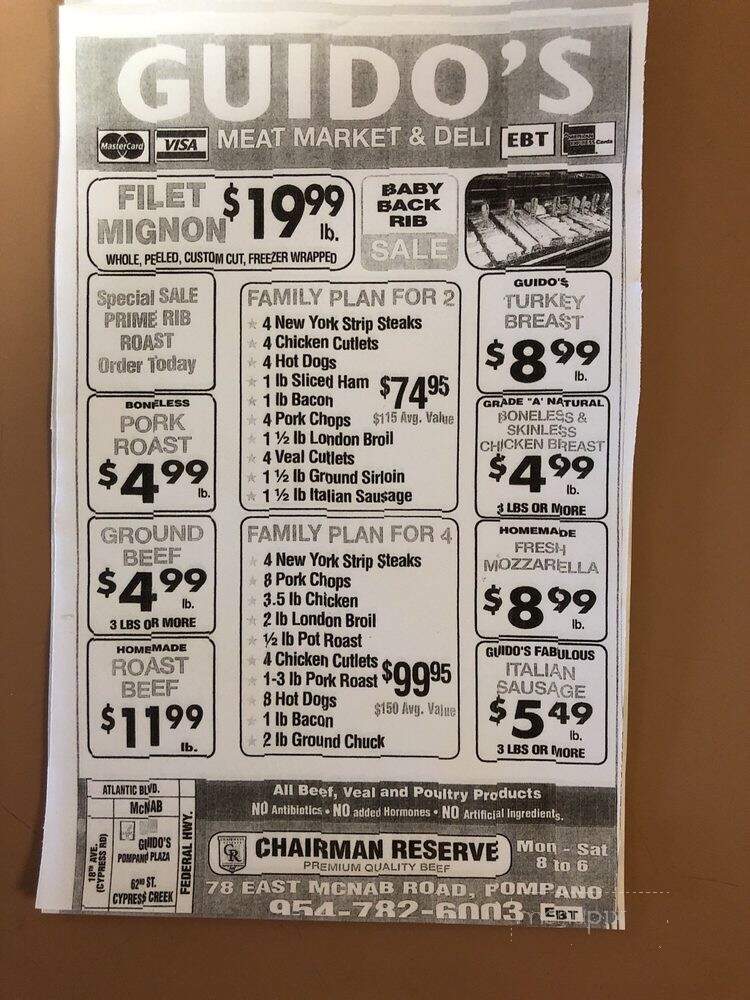 GUIDO'S
MasterCard VISA MEAT MARKET & DELI EBT AMERICAN EXPRESS Cards
FILET
MIGNON
$19.99 lb.
WHOLE, PEELED, CUSTOM CUT, FREEZER WRAPPED
BABY
BACK
RIB
SALE
Special SALE
PRIME RIB
ROAST
Order Today
BONELESS
PORK
ROAST
$4.99 lb.
GROUND
BEEF
$4.99 lb.
3 LBS OR MORE
HOMEMADE
ROAST
BEEF
$11.99 lb.
FAMILY PLAN FOR 2
4 New York Strip Steaks
4 Chicken Cutlets
4 Hot Dogs
1 lb Sliced Ham
1 lb Bacon
4 Pork Chops
1 ½ lb London Broil
4 Veal Cutlets
1 ½ lb Ground Sirloin
1 ½ lb Italian Sausage
$74.95
$115 Avg. Value
FAMILY PLAN FOR 4
4 New York Strip Steaks
8 Pork Chops
3.5 lb Chicken
2 lb London Broil
½ lb Pot Roast
4 Chicken Cutlets
1-3 lb Pork Roast
8 Hot Dogs
1 lb Bacon
2 lb Ground Chuck
$99.95
$150 Avg. Value
GUIDO'S
TURKEY
BREAST
$8.99 lb.
GRADE "A" NATURAL
BONELESS &
SKINLESS
CHICKEN BREAST
$4.99 lb.
3 LBS OR MORE
HOMEMADE
FRESH
MOZZARELLA
$8.99 lb.
GUIDO'S FABULOUS
ITALIAN
SAUSAGE
$5.49 lb.
3 LBS OR MORE
ATLANTIC BLVD.
McNAB
GUIDO'S
POMPANO PLAZA
62ND ST.
CYPRESS CREEK
18TH AVE.
(CYPRESS RD)
FEDERAL HWY.
All Beef, Veal and Poultry Products
NO Antibiotics • NO added Hormones • NO Artificial Ingredients.
CR CHAIRMAN RESERVE
PREMIUM QUALITY BEEF
Mon - Sat
8 to 6
78 EAST MCNAB ROAD, POMPANO
954-782-6003 EBT